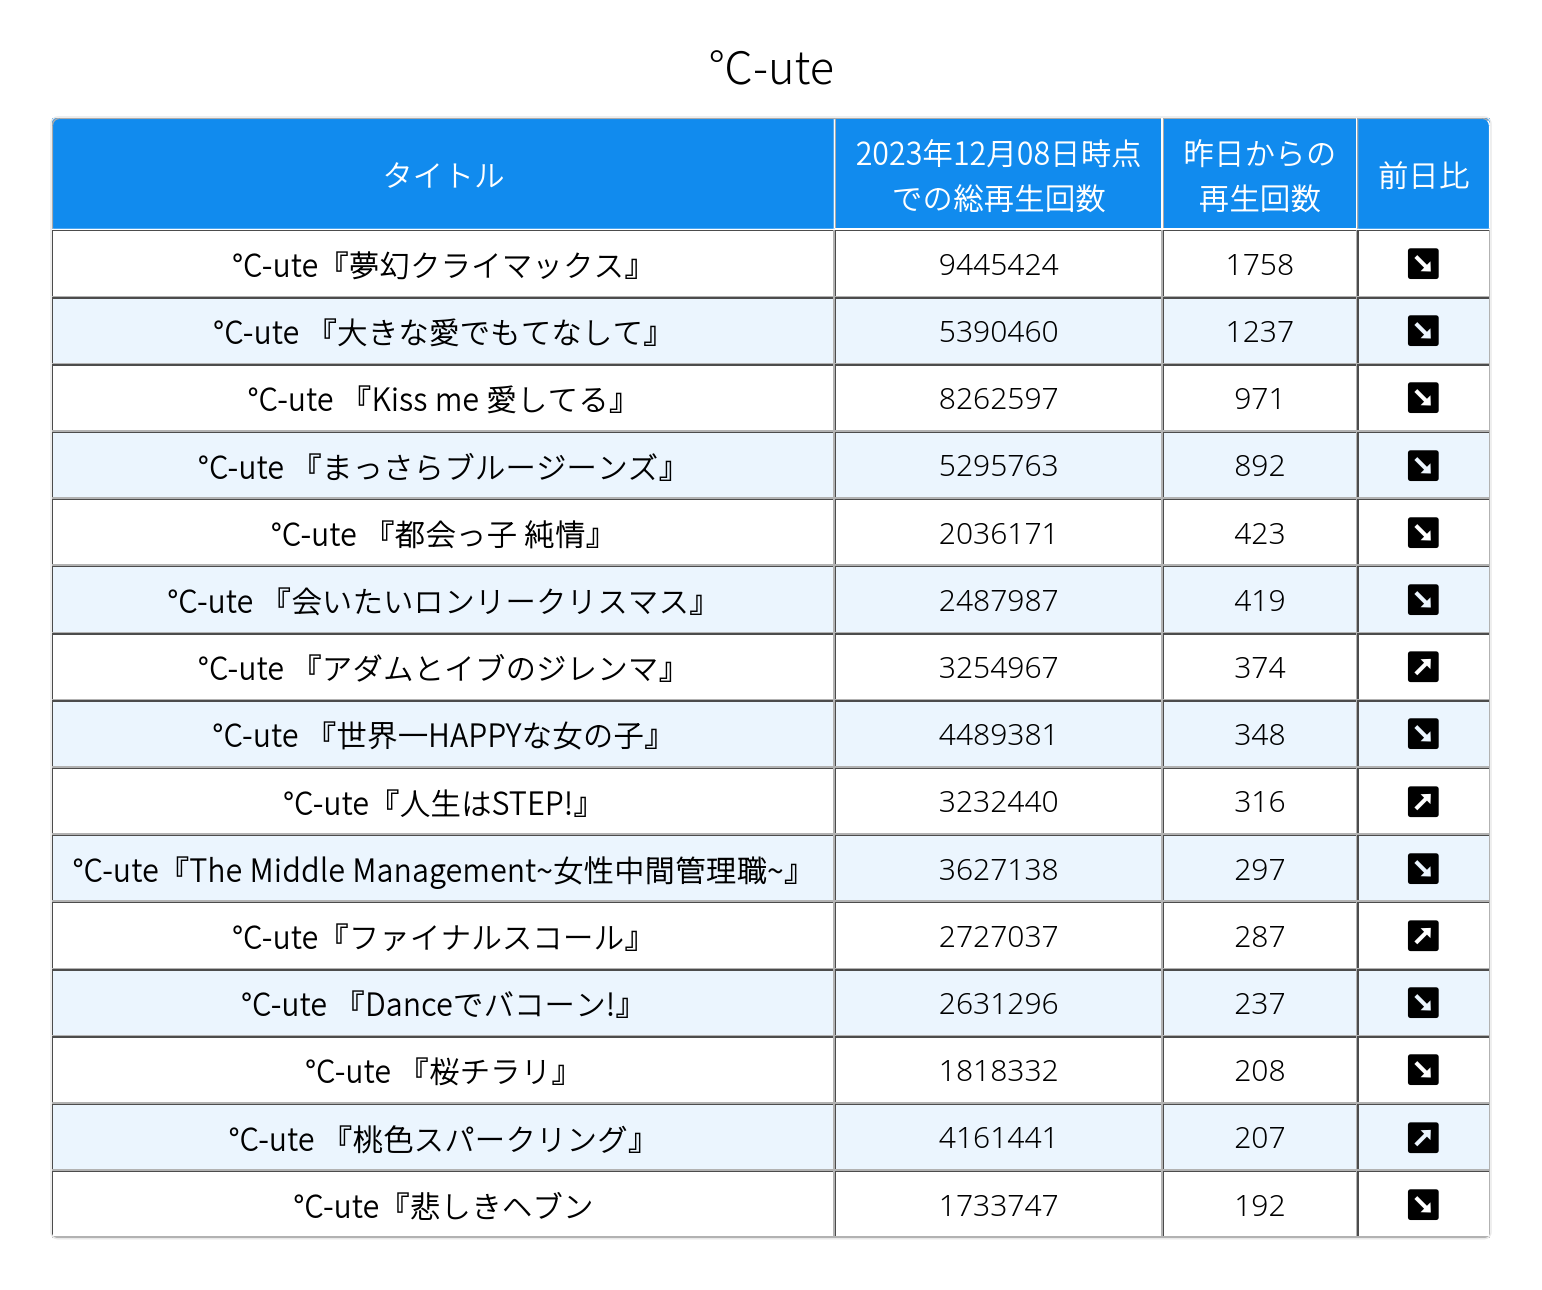 ℃-ute
タイトル
2023年12月08日時点
での総再生回数
昨日からの
再生回数
前日比
℃-ute『夢幻クライマックス』 9445424 1758
℃-ute 『大きな愛でもてなして』 5390460 1237
℃-ute 『Kiss me 愛してる』 8262597 971
℃-ute 『まっさらブルージーンズ』 5295763 892
℃-ute 『都会っ子 純情』 2036171 423
℃-ute 『会いたいロンリークリスマス』 2487987 419
℃-ute 『アダムとイブのジレンマ』 3254967 374
℃-ute 『世界一HAPPYな女の子』 4489381 348
℃-ute『人生はSTEP!』 3232440 316
℃-ute『The Middle Management~女性中間管理職~』 3627138 297
℃-ute『ファイナルスコール』 2727037 287
℃-ute 『Danceでバコーン!』 2631296 237
℃-ute 『桜チラリ』 1818332 208
℃-ute 『桃色スパークリング』 4161441 207
℃-ute『悲しきヘブン 1733747 192